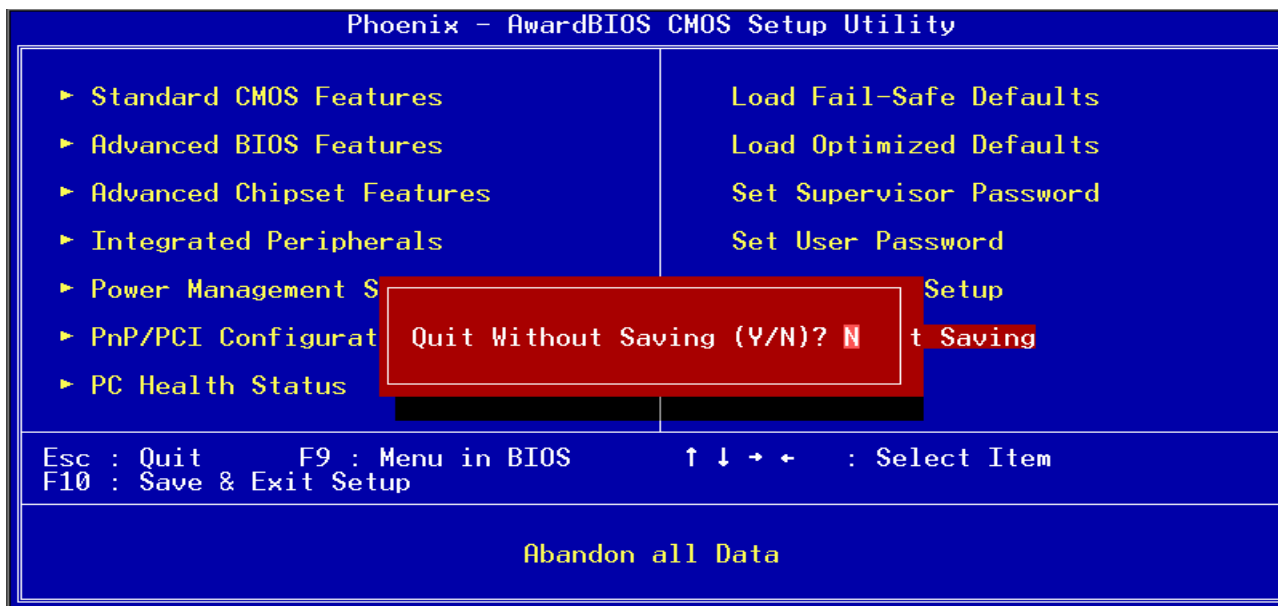 Phoenix - AwardBIOS CMOS Setup Utility
► Standard CMOS Features
► Advanced BIOS Features
► Advanced Chipset Features
► Integrated Peripherals
► Power Management S
► PnP/PCI Configurat
► PC Health Status
Load Fail-Safe Defaults
Load Optimized Defaults
Set Supervisor Password
Set User Password
Setup
t Saving
Quit Without Saving (Y/N)? N
Esc : Quit F9 : Menu in BIOS ↑ ↓ → ← : Select Item
F10 : Save & Exit Setup
Abandon all Data